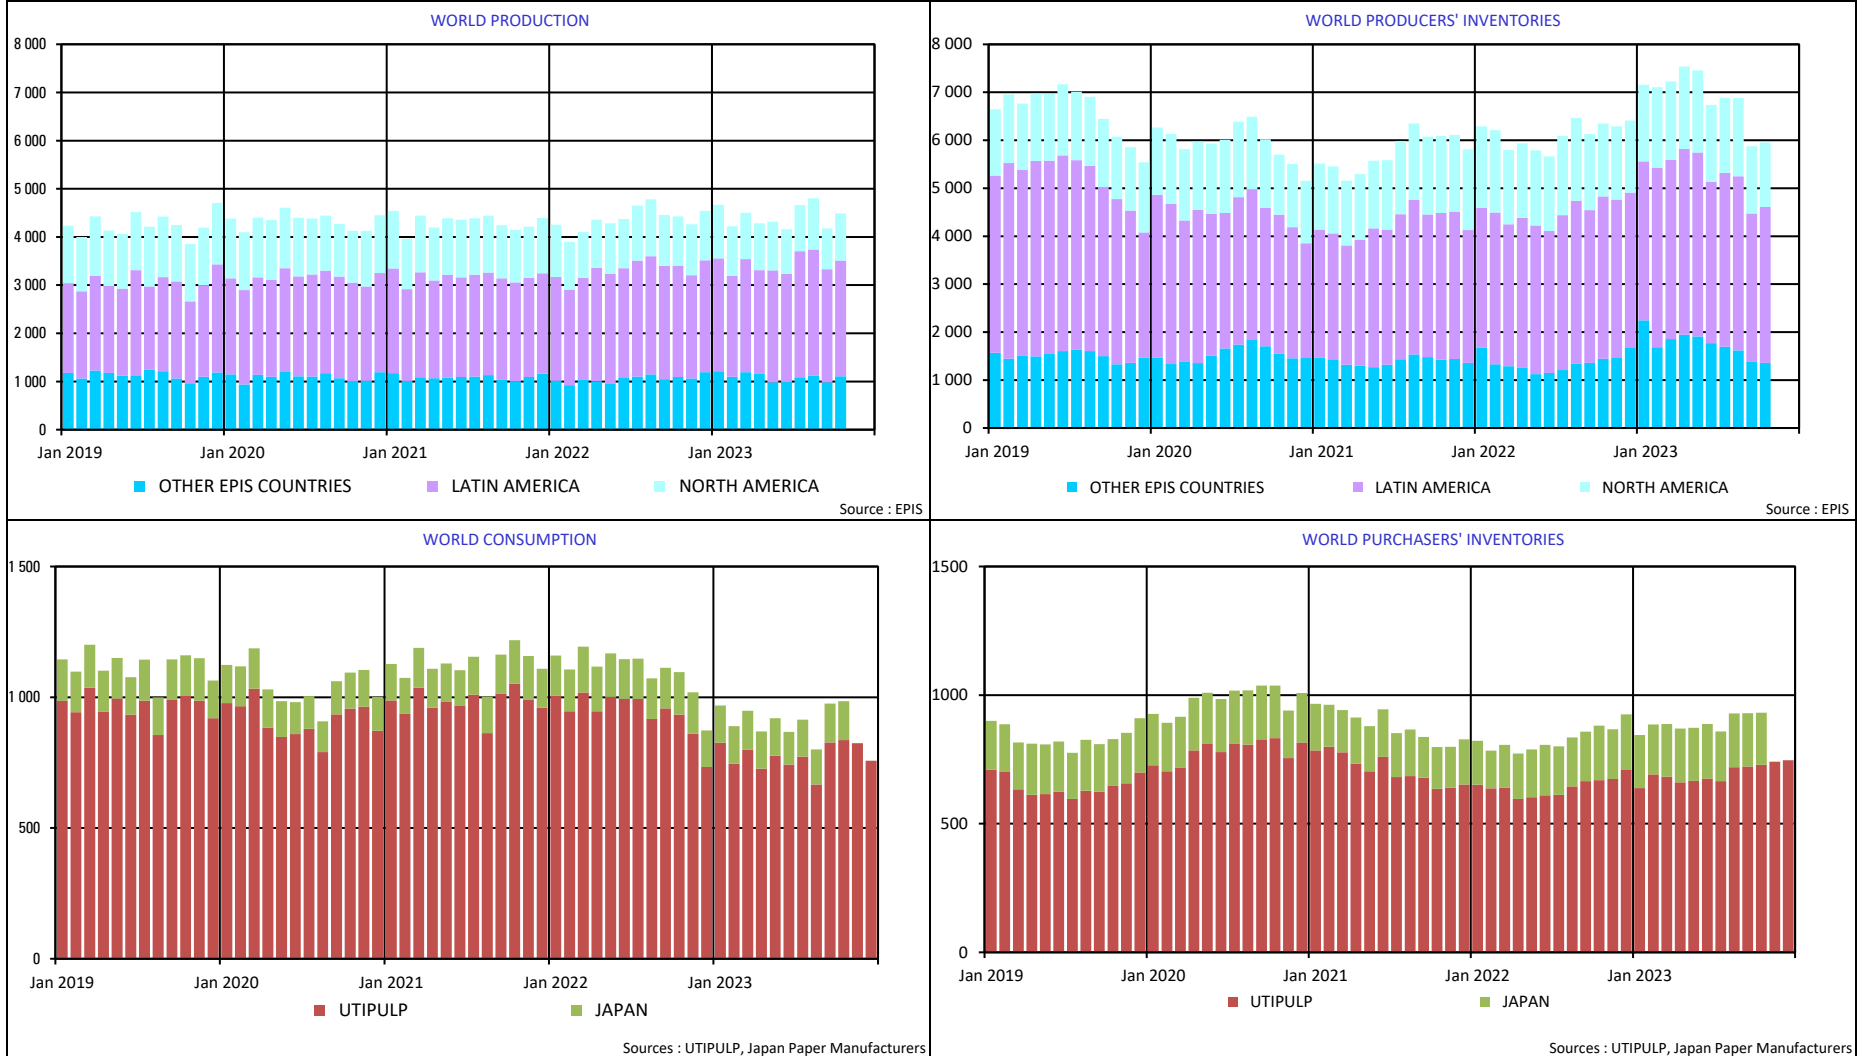 WORLD PRODUCTION
8 000
7 000
6 000
5 000
4 000
3 000
2 000
1 000
0
Jan 2019 Jan 2020 Jan 2021 Jan 2022 Jan 2023
OTHER EPIS COUNTRIES LATIN AMERICA NORTH AMERICA
Source : EPIS
WORLD PRODUCERS' INVENTORIES
8 000
7 000
6 000
5 000
4 000
3 000
2 000
1 000
0
Jan 2019 Jan 2020 Jan 2021 Jan 2022 Jan 2023
OTHER EPIS COUNTRIES LATIN AMERICA NORTH AMERICA
Source : EPIS
WORLD CONSUMPTION
1 500
1 000
500
0
Jan 2019 Jan 2020 Jan 2021 Jan 2022 Jan 2023
UTIPULP JAPAN
Sources : UTIPULP, Japan Paper Manufacturers
WORLD PURCHASERS' INVENTORIES
1500
1000
500
0
Jan 2019 Jan 2020 Jan 2021 Jan 2022 Jan 2023
UTIPULP JAPAN
Sources : UTIPULP, Japan Paper Manufacturers